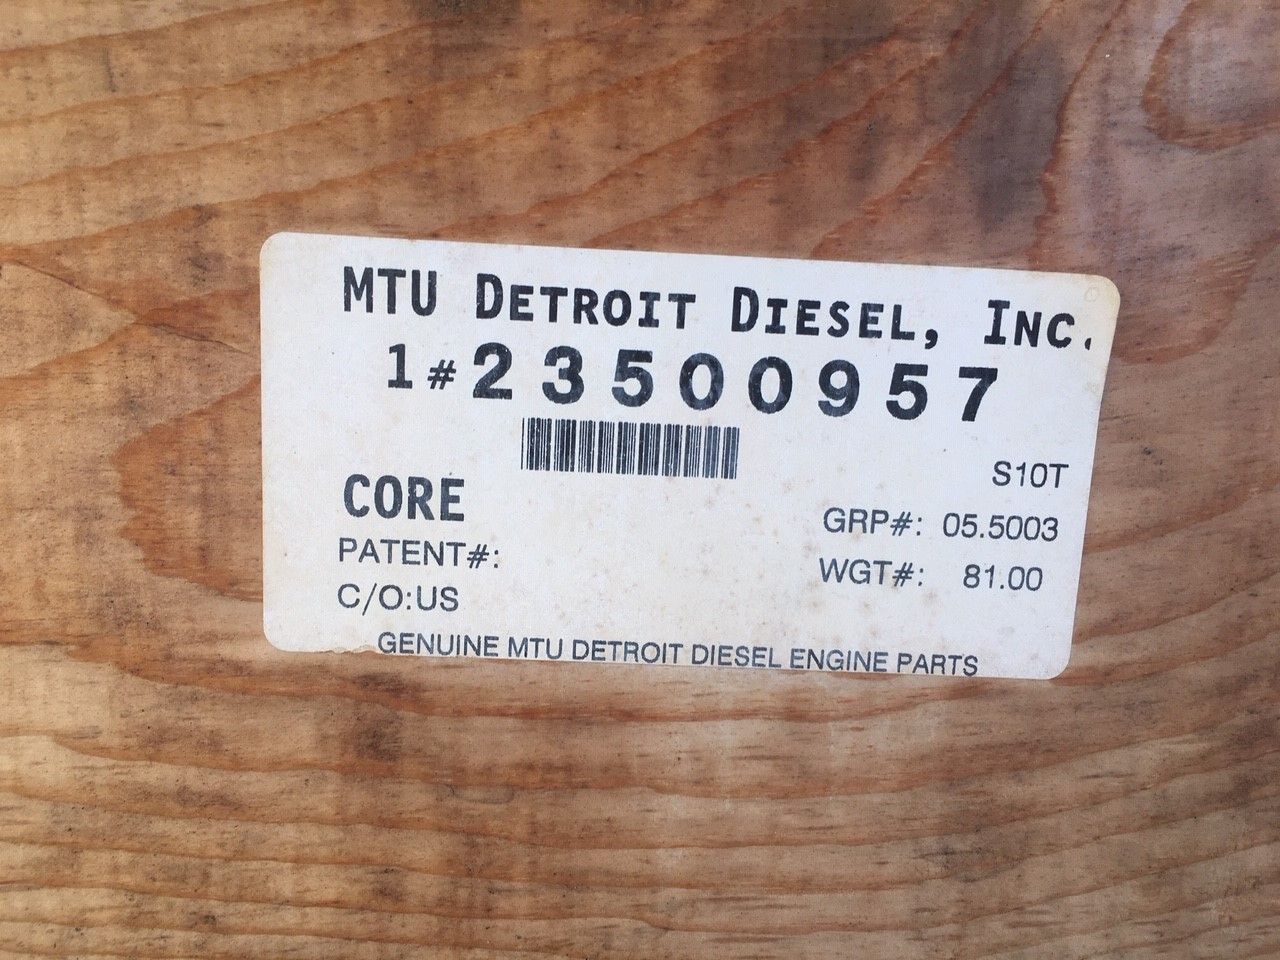 MTU DETROIT DIESEL, INC.
1#23500957
S10T
CORE
GRP#: 05.5003
PATENT#:
WGT#: 81.00
C/O:US
GENUINE MTU DETROIT DIESEL ENGINE PARTS